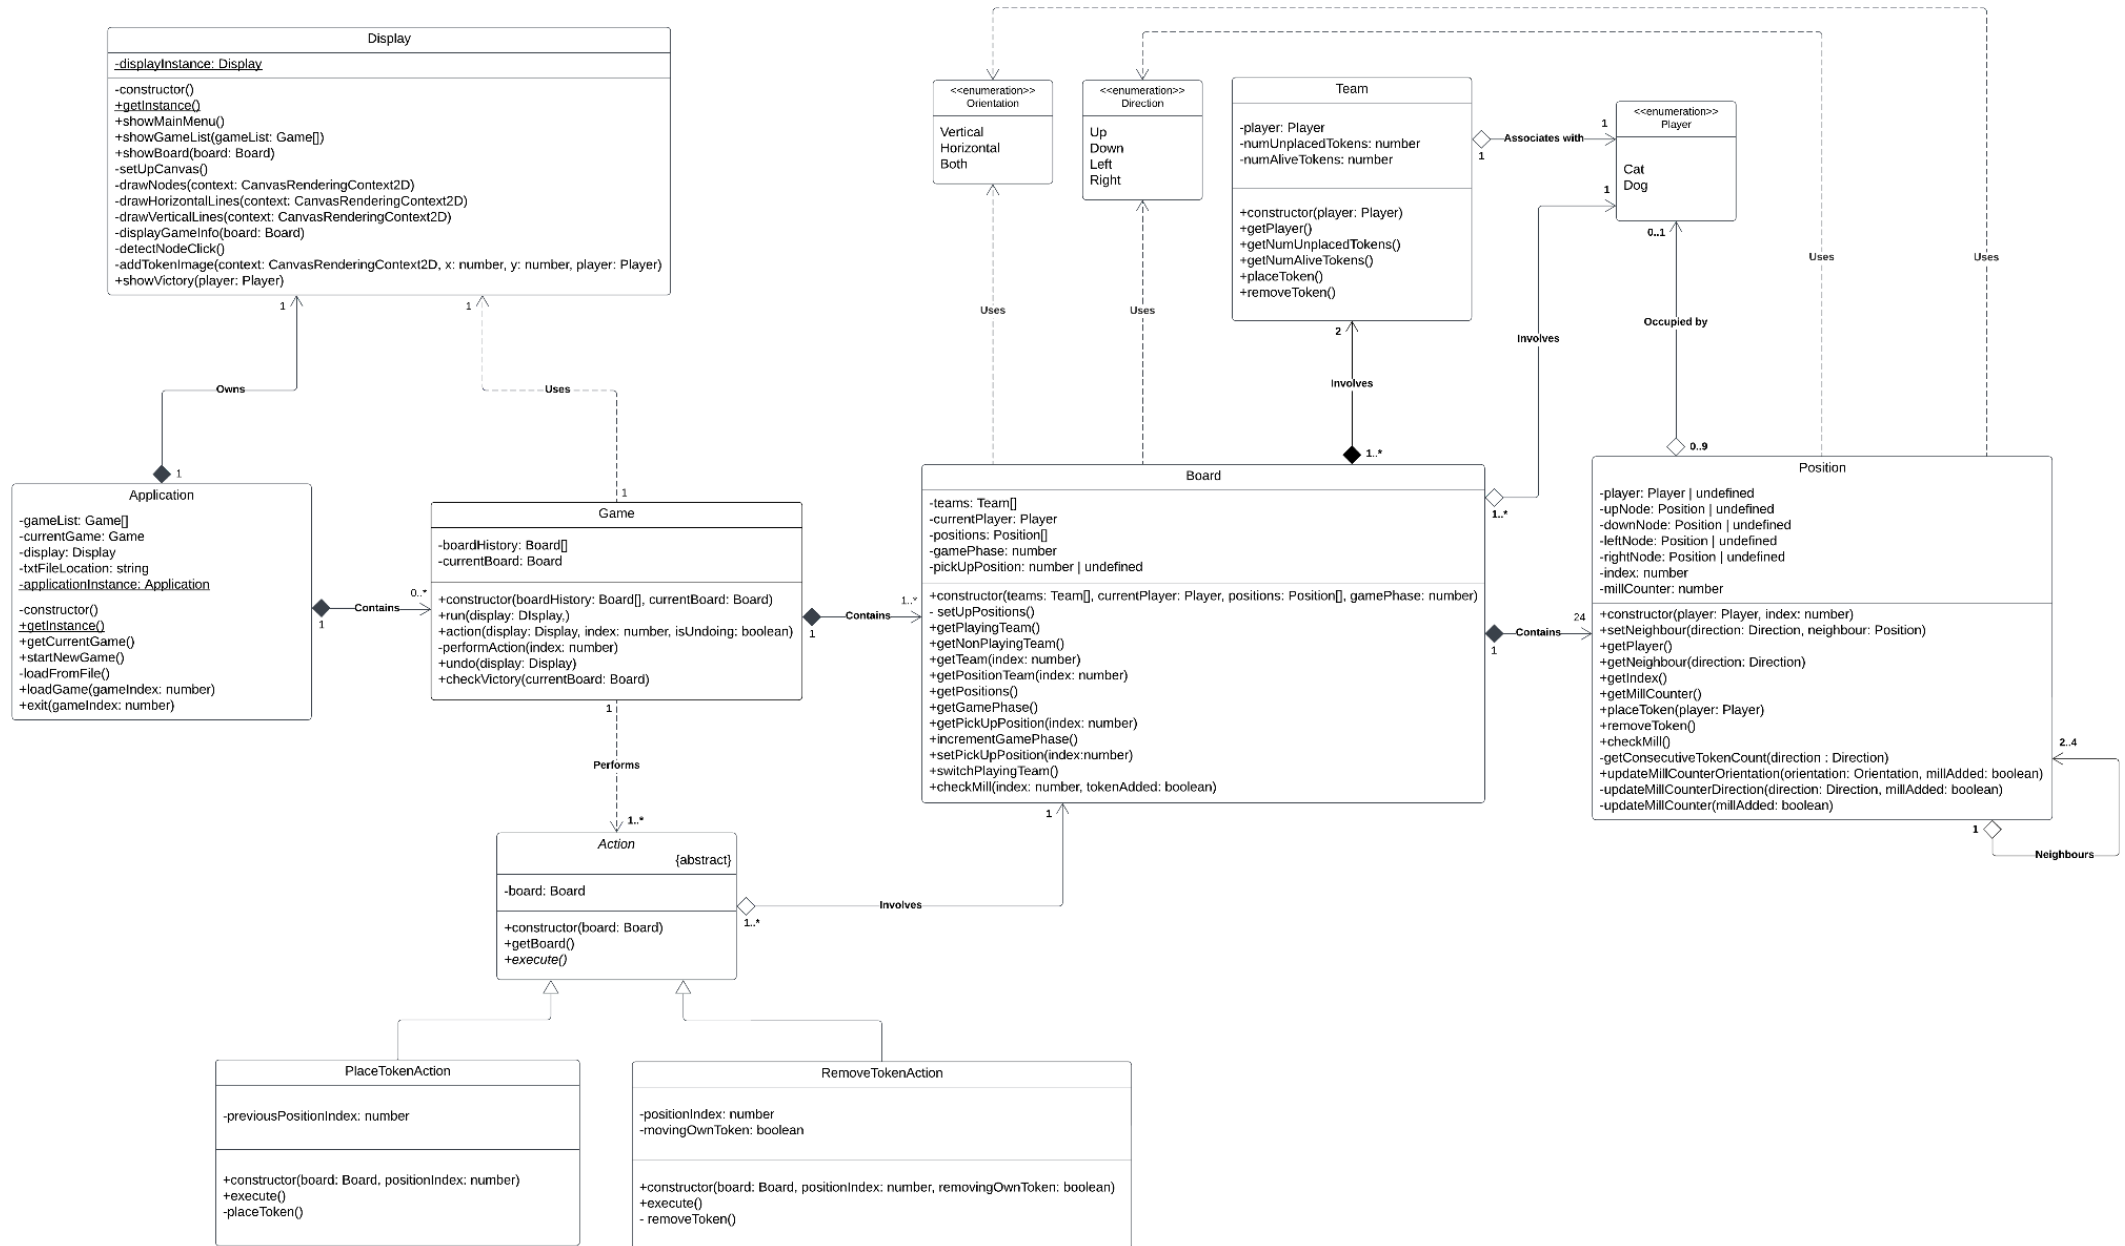 Display
-displayInstance: Display
-constructor()
+getInstance()
+showMainMenu()
+showGameList(gameList: Game[])
+showBoard(board: Board)
-setUpCanvas()
-drawNodes(context: CanvasRenderingContext2D)
-drawHorizontalLines(context: CanvasRenderingContext2D)
-drawVerticalLines(context: CanvasRenderingContext2D)
-displayGameInfo(board: Board)
-detectNodeClick()
-addTokenImage(context: CanvasRenderingContext2D, x: number, y: number, player: Player)
+showVictory(player: Player)
<<enumeration>>
Orientation
Vertical
Horizontal
Both
<<enumeration>>
Direction
Up
Down
Left
Right
Team
-player: Player
-numUnplacedTokens: number
-numAliveTokens: number
+constructor(player: Player)
+getPlayer()
+getNumUnplacedTokens()
+getNumAliveTokens()
+placeToken()
+removeToken()
1
Associates with
1
<<enumeration>>
Player
Cat
Dog
1
0..1
Uses
Uses
Uses
Uses
2
Involves
1..*
Involves
1..*
Occupied by
0..9
1
Owns
1
1
Uses
1
Application
-gameList: Game[]
-currentGame: Game
-display: Display
-txtFileLocation: string
-applicationInstance: Application
-constructor()
+getInstance()
+getCurrentGame()
+startNewGame()
-loadFromFile()
+loadGame(gameIndex: number)
+exit(gameIndex: number)
1
Contains
0..*
Game
-boardHistory: Board[]
-currentBoard: Board
+constructor(boardHistory: Board[], currentBoard: Board)
+run(display: DIsplay,)
+action(display: Display, index: number, isUndoing: boolean)
-performAction(index: number)
+undo(display: Display)
+checkVictory(currentBoard: Board)
1
Contains
1..*
Board
-teams: Team[]
-currentPlayer: Player
-positions: Position[]
-gamePhase: number
-pickUpPosition: number | undefined
+constructor(teams: Team[], currentPlayer: Player, positions: Position[], gamePhase: number)
- setUpPositions()
+getPlayingTeam()
+getNonPlayingTeam()
+getTeam(index: number)
+getPositionTeam(index: number)
+getPositions()
+getGamePhase()
+getPickUpPosition(index: number)
+incrementGamePhase()
+setPickUpPosition(index:number)
+switchPlayingTeam()
+checkMill(index: number, tokenAdded: boolean)
1
Contains
24
Position
-player: Player | undefined
-upNode: Position | undefined
-downNode: Position | undefined
-leftNode: Position | undefined
-rightNode: Position | undefined
-index: number
-millCounter: number
+constructor(player: Player, index: number)
+setNeighbour(direction: Direction, neighbour: Position)
+getPlayer()
+getNeighbour(direction: Direction)
+getIndex()
+getMillCounter()
+placeToken(player: Player)
+removeToken()
+checkMill()
-getConsecutiveTokenCount(direction : Direction)
+updateMillCounterOrientation(orientation: Orientation, millAdded: boolean)
-updateMillCounterDirection(direction: Direction, millAdded: boolean)
-updateMillCounter(millAdded: boolean)
2..4
1
Neighbours
1
Performs
1..*
Action
{abstract}
-board: Board
+constructor(board: Board)
+getBoard()
+execute()
1..*
Involves
1
PlaceTokenAction
-previousPositionIndex: number
+constructor(board: Board, positionIndex: number)
+execute()
-placeToken()
RemoveTokenAction
-positionIndex: number
-movingOwnToken: boolean
+constructor(board: Board, positionIndex: number, removingOwnToken: boolean)
+execute()
- removeToken()